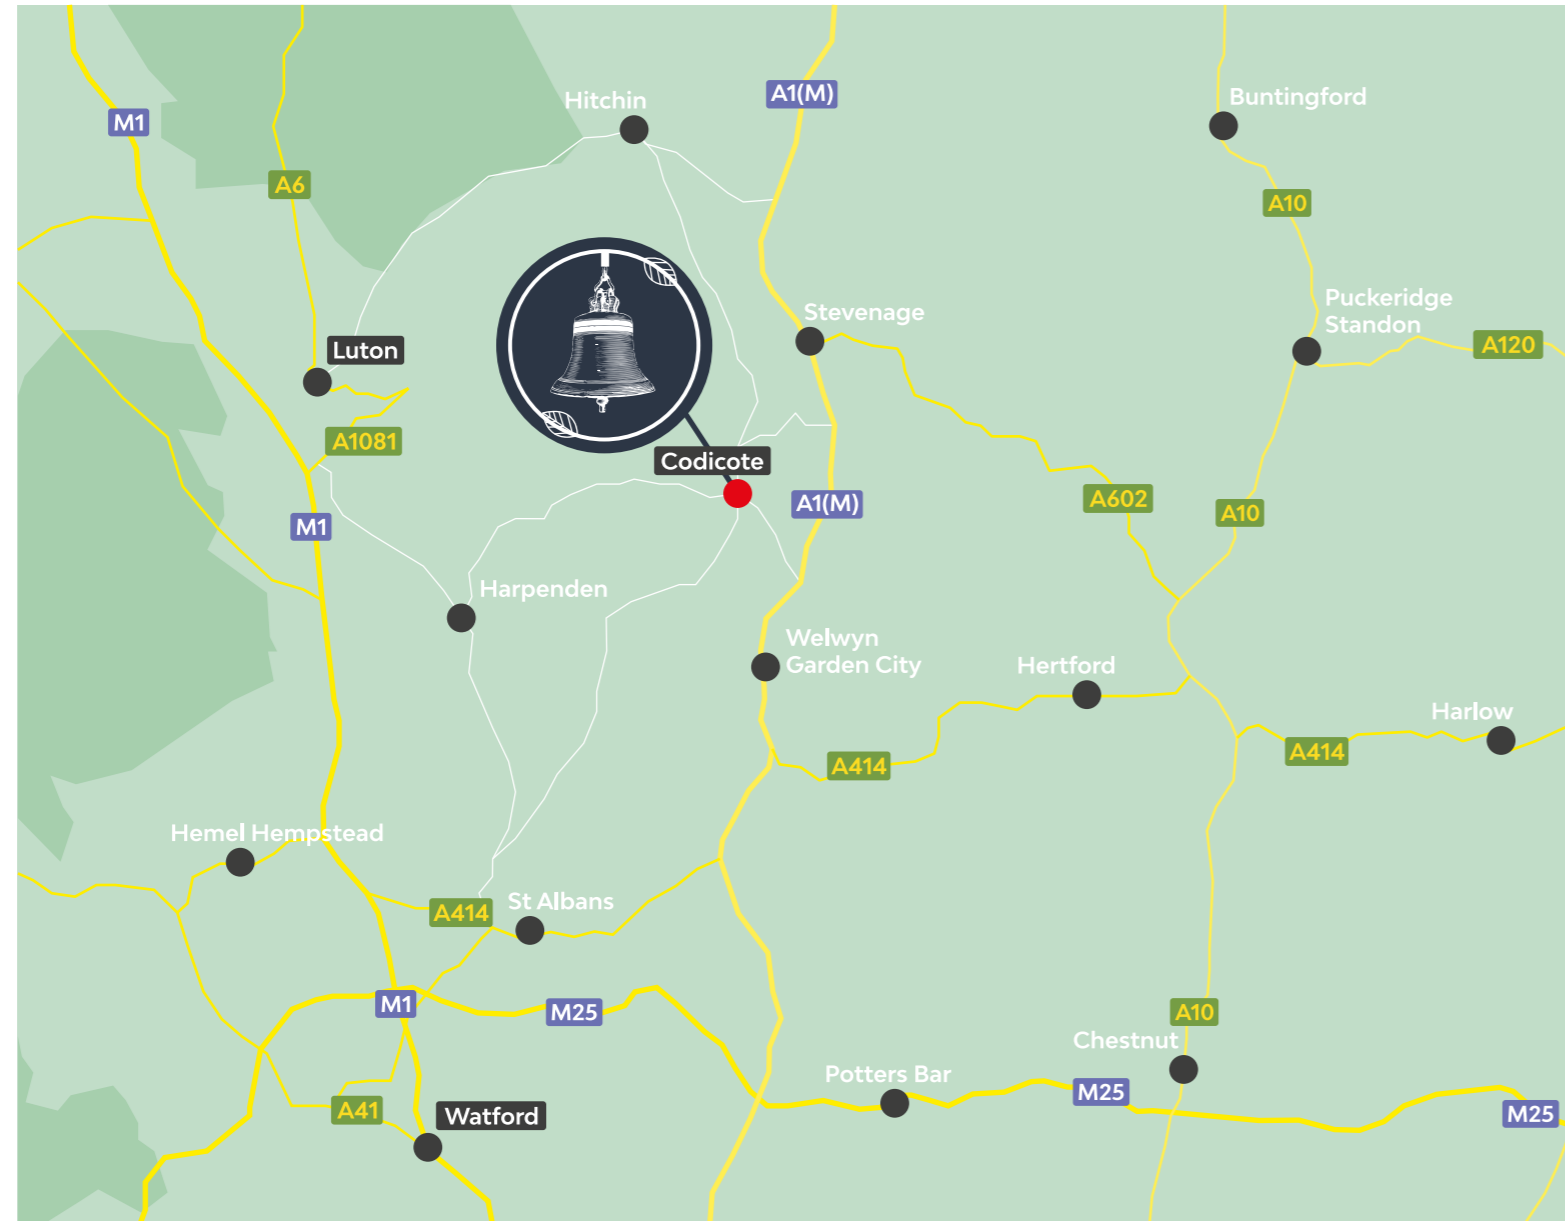 Hitchin
A1(M)
Buntingford
M1
A6
A10
Puckeridge
Standon
Stevenage
A120
Luton
A1081
Codicote
A602
A1(M)
A10
M1
Harpenden
Welwyn
Garden City
Hertford
Harlow
A414
A414
Hemel Hempstead
St Albans
A414
M1
M25
A10
Chestnut
Potters Bar
M25
A41
Watford
M25